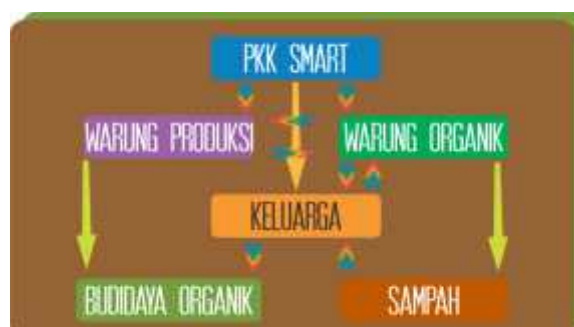 PKK SMART
WARUNG PRODUKSI
WARUNG ORGANIK
KELUARGA
BUDIDAYA ORGANIK
SAMPAH